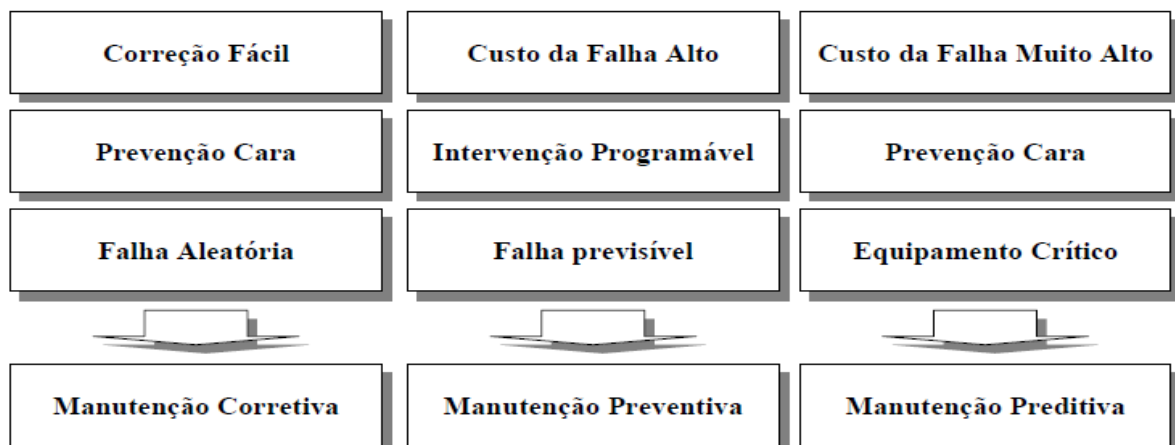 Correção Fácil
Custo da Falha Alto
Custo da Falha Muito Alto
Prevenção Cara
Intervenção Programável
Prevenção Cara
Falha Aleatória
Falha previsível
Equipamento Crítico
Manutenção Corretiva
Manutenção Preventiva
Manutenção Preditiva